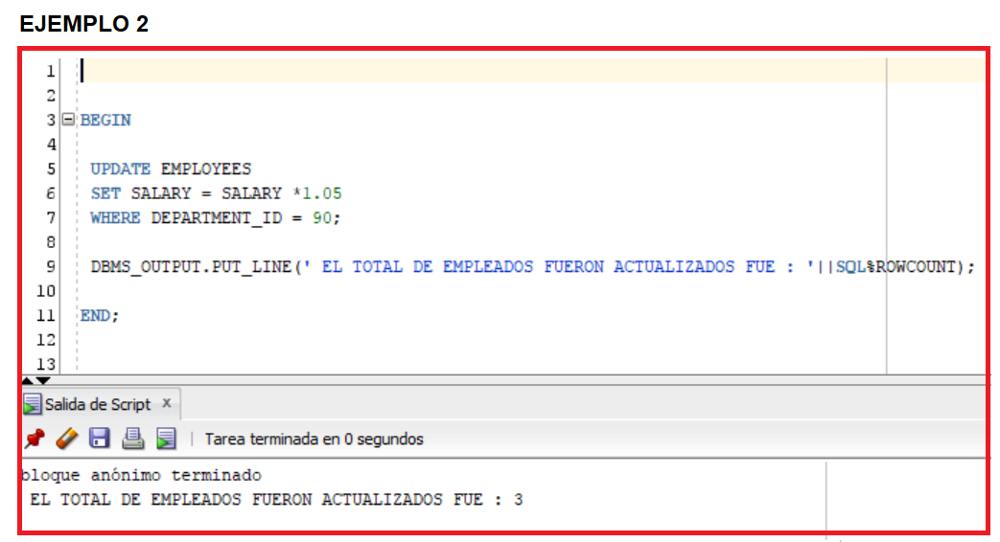 EJEMPLO 2
1
2
3 BEGIN
4
5 UPDATE EMPLOYEES
6 SET SALARY = SALARY *1.05
7 WHERE DEPARTMENT_ID = 90;
8
9 DBMS_OUTPUT.PUT_LINE(' EL TOTAL DE EMPLEADOS FUERON ACTUALIZADOS FUE : '||SQL%ROWCOUNT);
10
11 END;
12
13
Salida de Script x
Tarea terminada en 0 segundos
bloque anónimo terminado
EL TOTAL DE EMPLEADOS FUERON ACTUALIZADOS FUE : 3